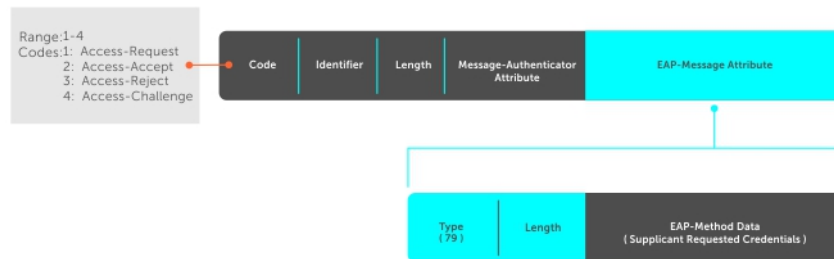 Range:1-4
Codes:1: Access-Request
2: Access-Accept
3: Access-Reject
4: Access-Challenge
Code
Identifier
Length
Message-Authenticator
Attribute
EAP-Message Attribute
Type
( 79 )
Length
EAP-Method Data
( Supplicant Requested Credentials )